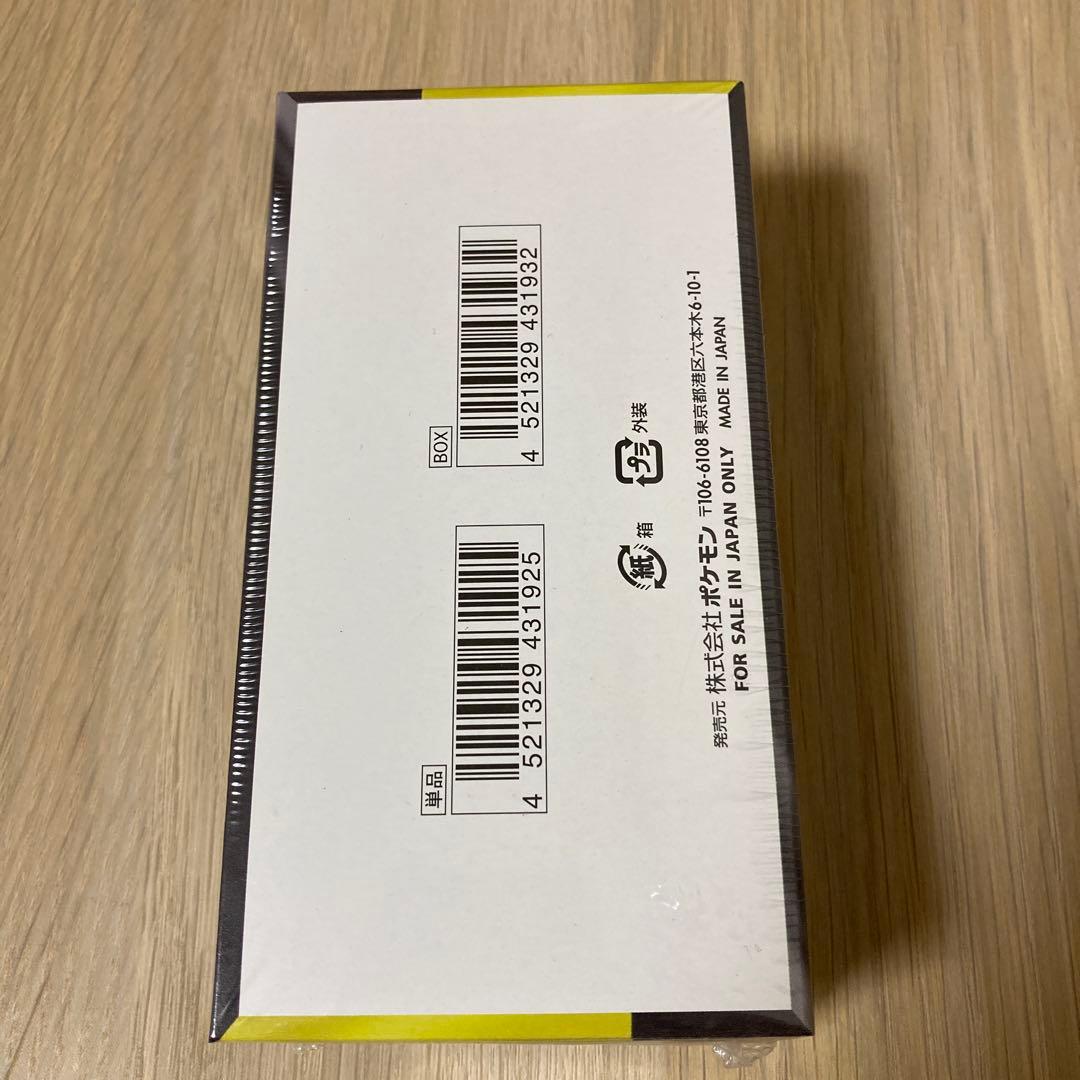 単品
4 521329 431925
BOX
4 521329 431932
紙 箱
プラ 外装
発売元 株式会社 ポケモン 〒106-6108 東京都港区六本木6-10-1
FOR SALE IN JAPAN ONLY MADE IN JAPAN